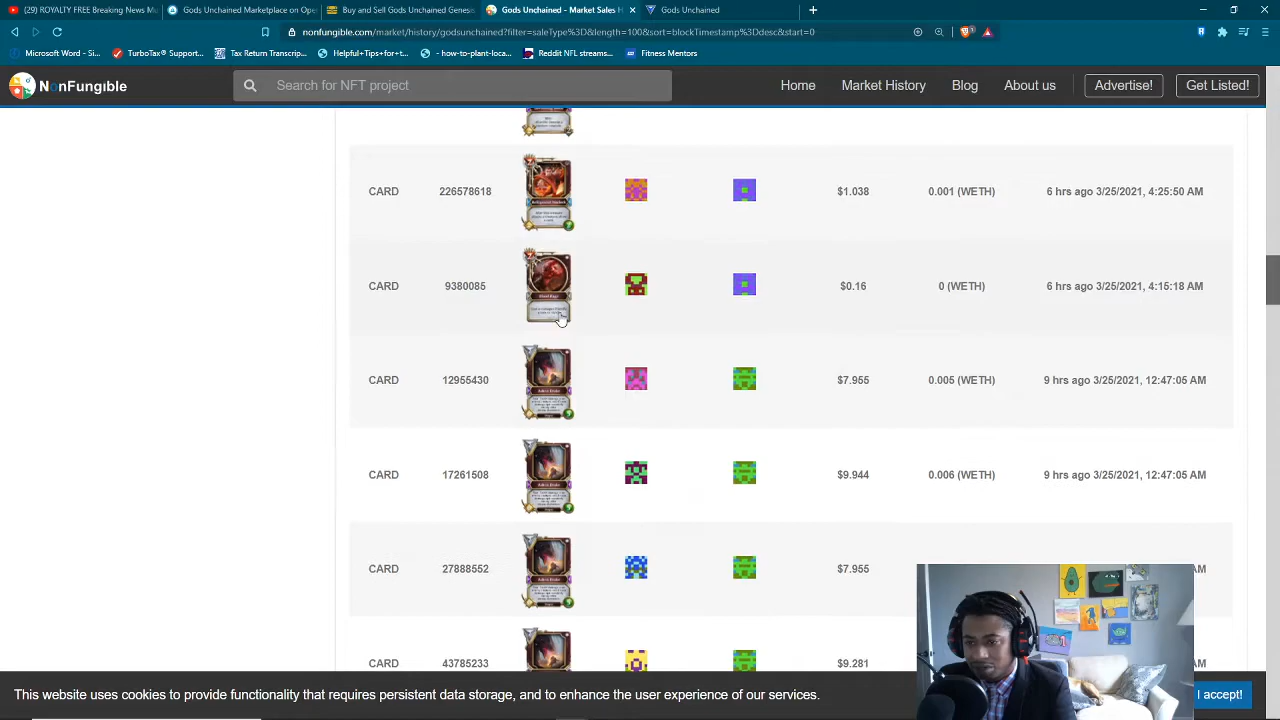 (29) ROYALTY FREE Breaking News Mu
Gods Unchained Marketplace on Ope
Buy and Sell Gods Unchained Genesis
Gods Unchained - Market Sales H
Gods Unchained
nonfungible.com/market/history/godsunchained?filter=saleType%3D&length=100&sort=blockTimestamp%3Ddesc&start=0
Microsoft Word - Si...
TurboTax® Support...
Tax Return Transcrip...
Helpful+Tips+for+t...
- how-to-play-gods...
Reddit NFL streams...
Fitness Mentors
NonFungible
Search for NFT project
Home
Market History
Blog
About us
Advertise!
Get Listed!
CARD 226578618 $1.038 0.001 (WETH) 6 hrs ago 3/25/2021, 4:25:50 AM
CARD 9380085 Blood Rage $0.16 0 (WETH) 6 hrs ago 3/25/2021, 4:15:18 AM
CARD 12955430 $7.955 0.005 (WETH) 9 hrs ago 3/25/2021, 12:47:05 AM
CARD 17261508 $9.944 0.006 (WETH) 9 hrs ago 3/25/2021, 12:47:05 AM
CARD 27888552 $7.955 AM
CARD 43785233 $9.281 AM
This website uses cookies to provide functionality that requires persistent data storage, and to enhance the user experience of our services.
I accept!